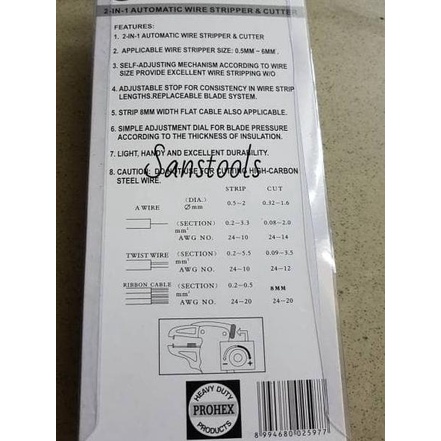 2-IN-1 AUTOMATIC WIRE STRIPPER & CUTTER
FEATURES:
1. 2-IN-1 AUTOMATIC WIRE STRIPPER & CUTTER
2. APPLICABLE WIRE STRIPPER SIZE: 0.5MM~6MM.
3. SELF-ADJUSTING MECHANISM ACCORDING TO WIRE
SIZE PROVIDE EXCELLENT WIRE STRIPPING W/O
4. ADJUSTABLE STOP FOR CONSISTENCY IN WIRE STRIP
LENGTHS.REPLACEABLE BLADE SYSTEM.
5. STRIP 8MM WIDTH FLAT CABLE ALSO APPLICABLE.
6. SIMPLE ADJUSTMENT DIAL FOR BLADE PRESSURE
ACCORDING TO THE THICKNESS OF INSULATION.
7. LIGHT, HANDY AND EXCELLENT DURABILITY.
Sanstools
8. CAUTION: DO NOT USE FOR CUTTING HIGH-CARBON
STEEL WIRE.
STRIP CUT
(DIA.) Ø mm 0.5~2 0.32~1.6
A WIRE
(SECTION) mm² 0.2~3.3 0.08~2.0
AWG NO. 24~10 24~14
TWIST WIRE (SECTION) mm² 0.2~5.5 0.09~3.5
AWG NO. 24~10 24~12
RIBBON CABLE (SECTION) mm² 0.2~0.5 8MM
AWG NO. 24~20 24~20
- +
HEAVY DUTY
PROHEX
PRODUCTS
8 994680 025977